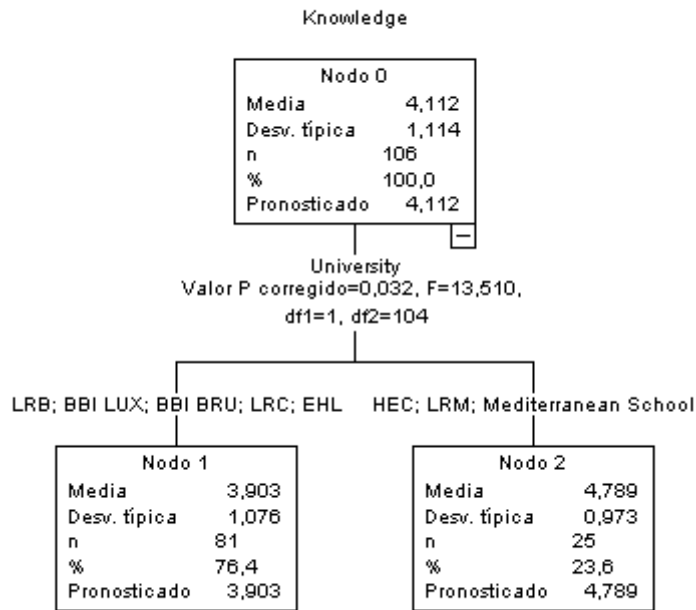 Knowledge
Nodo 0
Media 4,112
Desv. típica 1,114
n 106
% 100,0
Pronosticado 4,112
University
Valor P corregido=0,032, F=13,510,
df1=1, df2=104
LRB; BBI LUX; BBI BRU; LRC; EHL
HEC; LRM; Mediterranean School
Nodo 1
Media 3,903
Desv. típica 1,076
n 81
% 76,4
Pronosticado 3,903
Nodo 2
Media 4,789
Desv. típica 0,973
n 25
% 23,6
Pronosticado 4,789